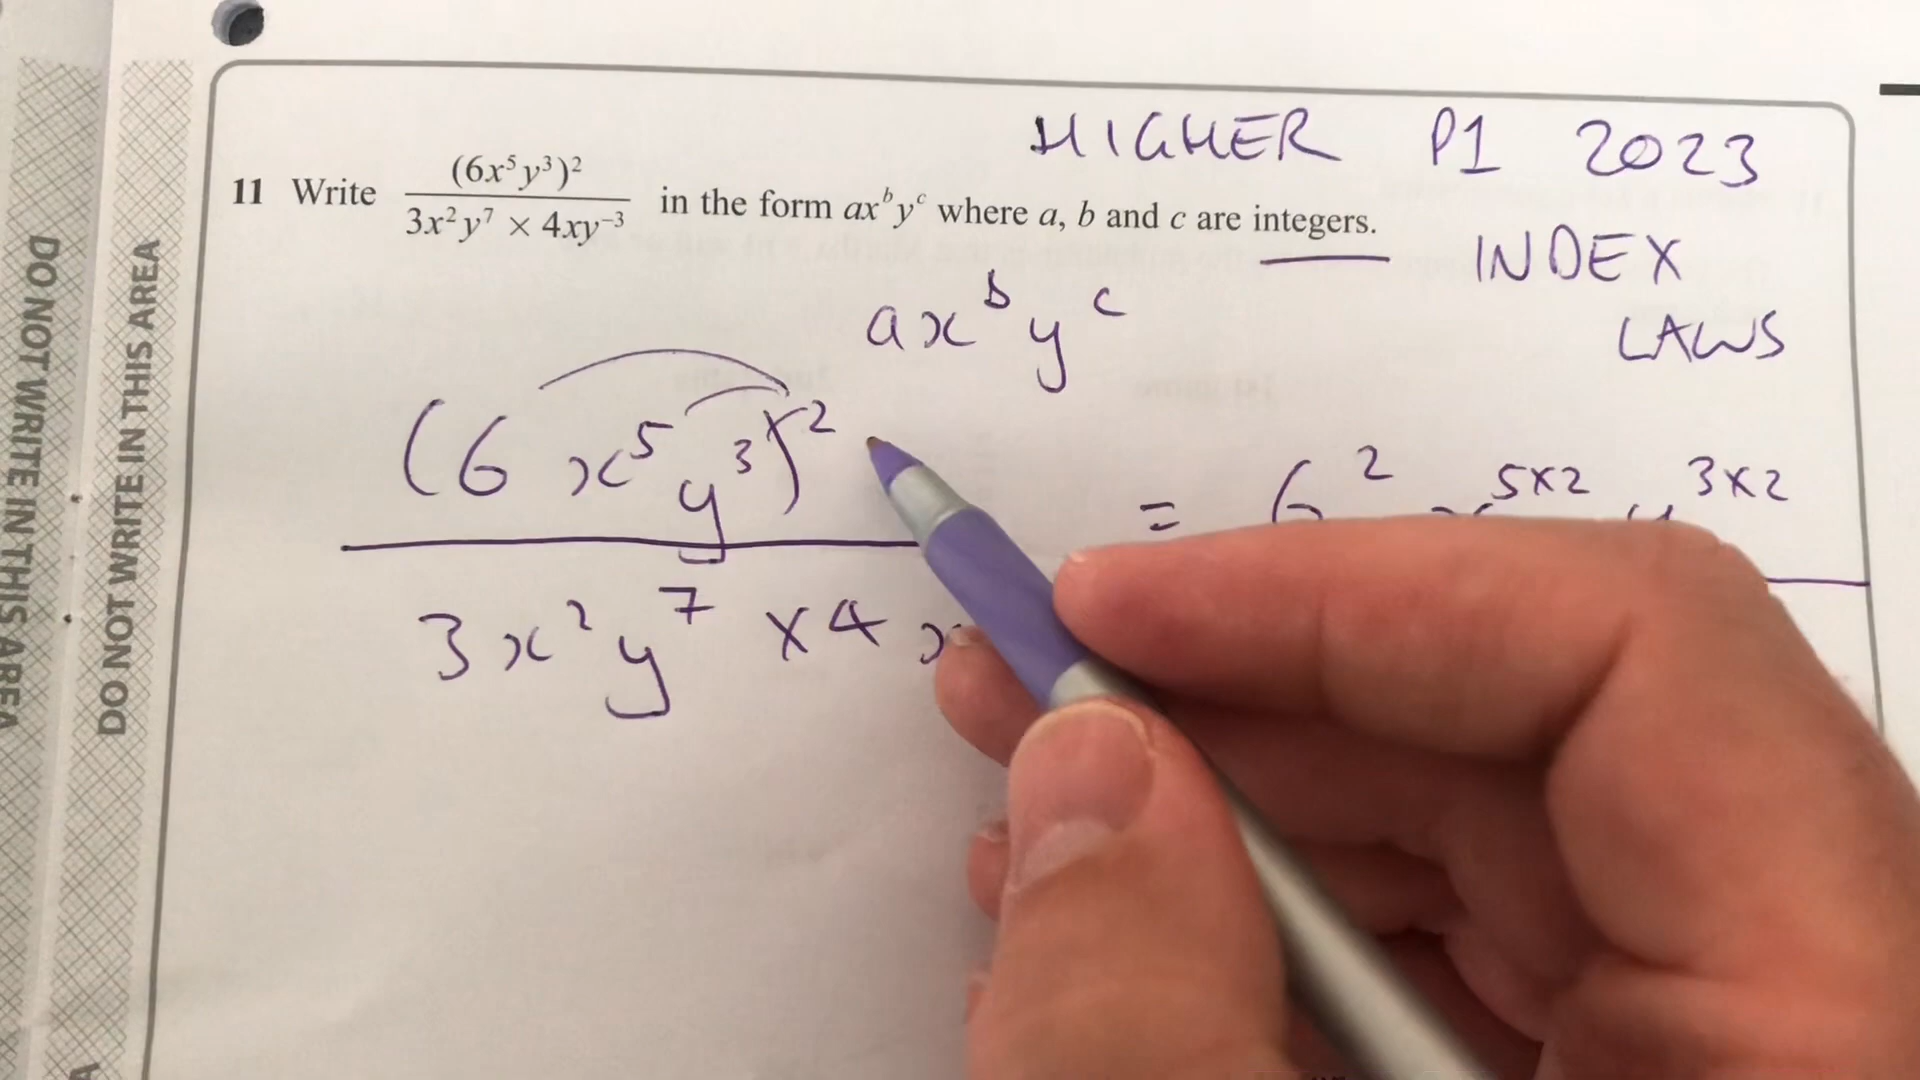 HIGHER P1 2023
11 Write (6x⁵y³)² / 3x²y⁷ × 4xy⁻³ in the form axᵇyᶜ where a, b and c are integers.
INDEX
LAWS
axᵇyᶜ
(6x⁵y³)² = 6² x⁵ˣ² y³ˣ²
3x²y⁷ × 4x
DO NOT WRITE IN THIS AREA
DO NOT WRITE IN THIS AREA